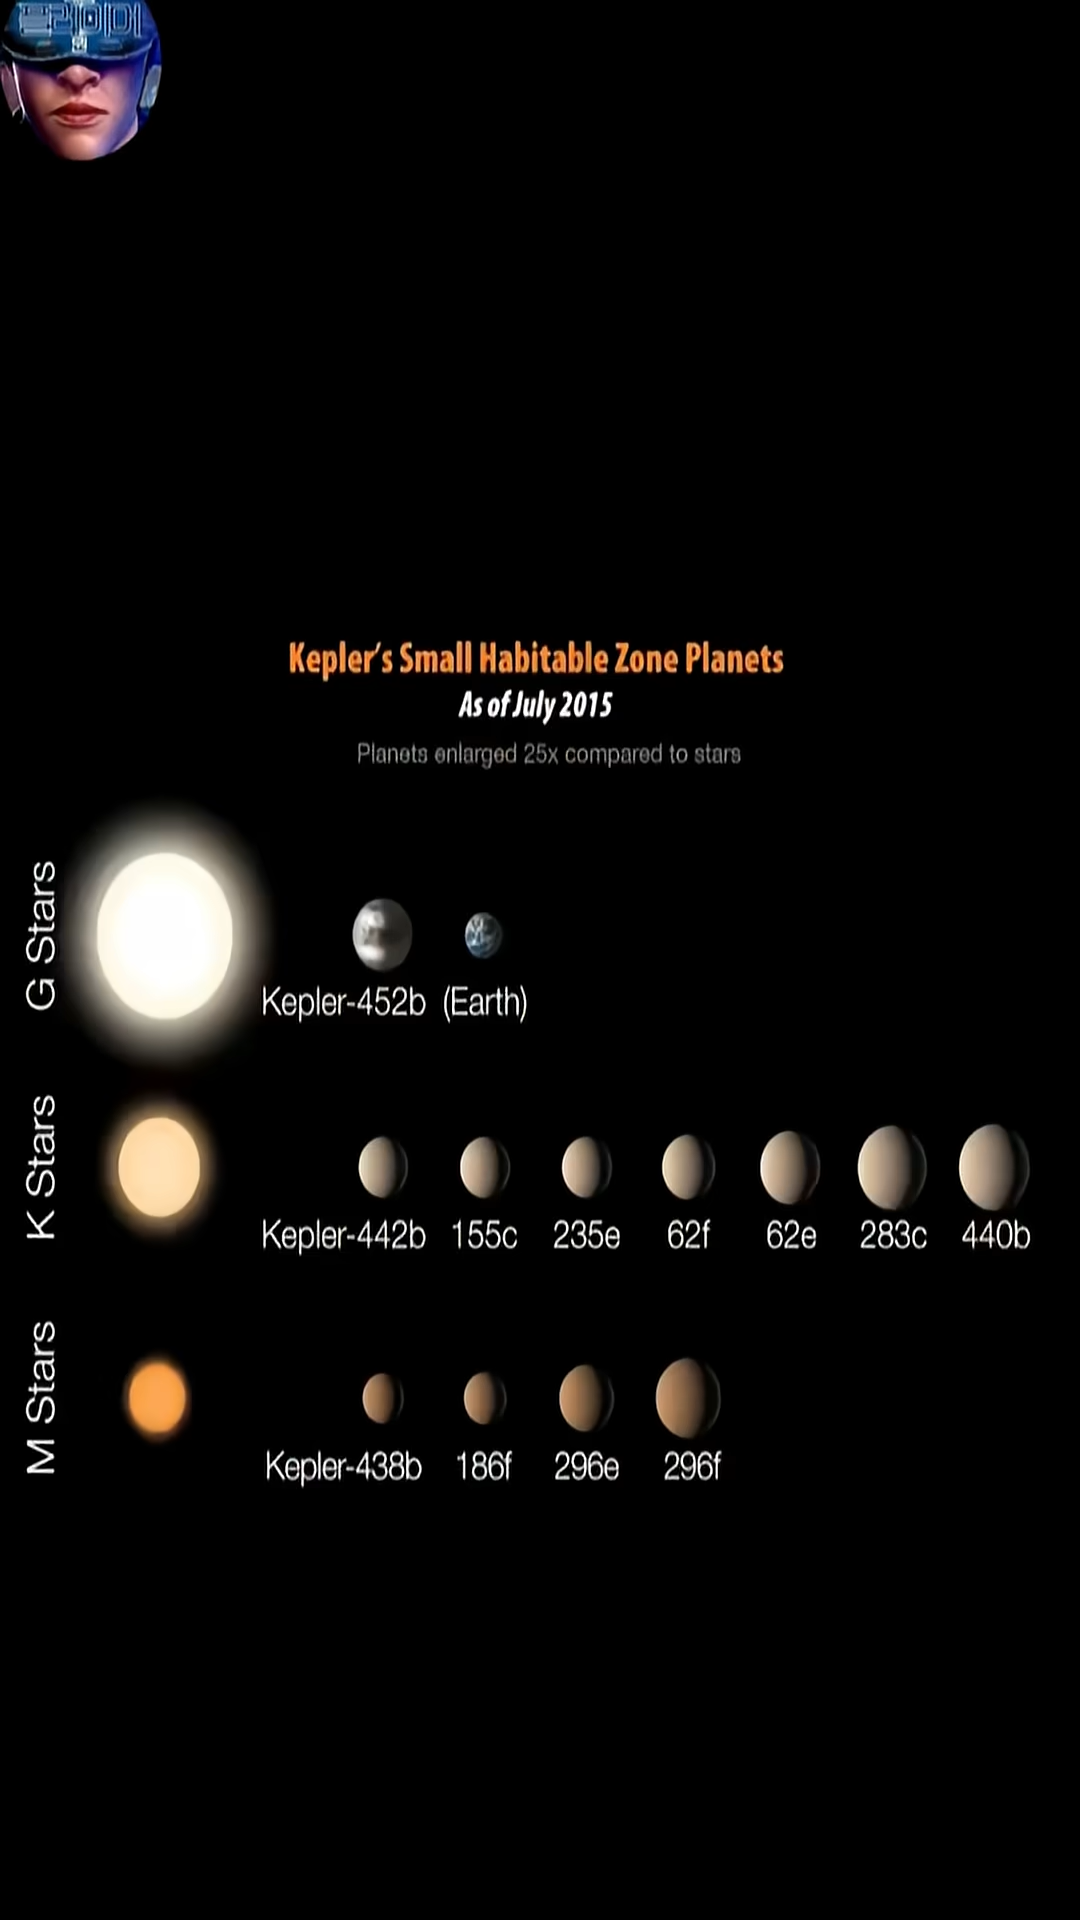 Kepler's Small Habitable Zone Planets
As of July 2015
Planets enlarged 25x compared to stars
G Stars
Kepler-452b (Earth)
K Stars
Kepler-442b 155c 235e 62f 62e 283c 440b
M Stars
Kepler-438b 186f 296e 296f